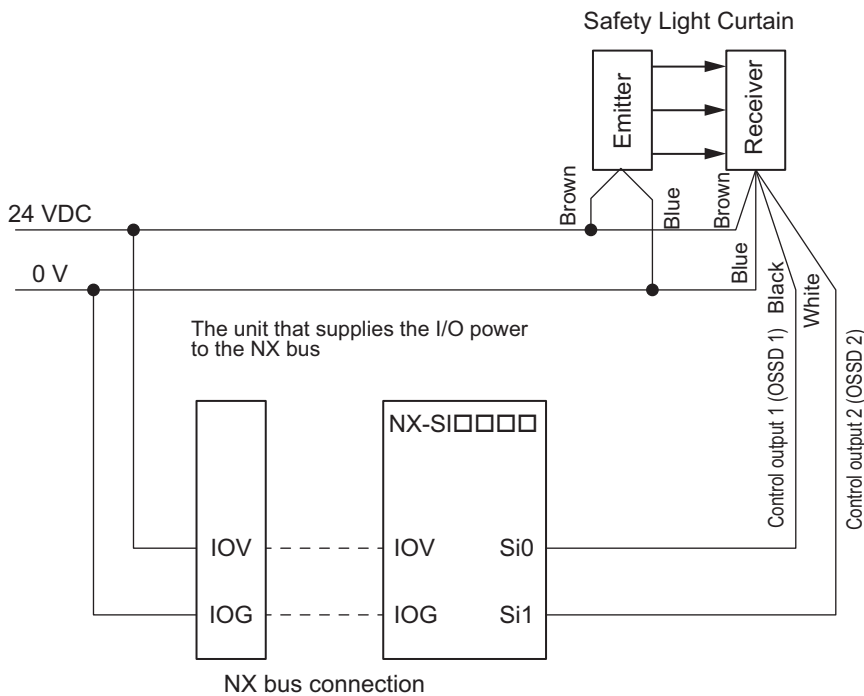 Safety Light Curtain
Emitter
Receiver
Brown
Blue
Brown
24 VDC
0 V
Blue
Black
White
The unit that supplies the I/O power
to the NX bus
Control output 1 (OSSD 1)
Control output 2 (OSSD 2)
NX-SI□□□□
IOV
IOV
Si0
IOG
IOG
Si1
NX bus connection